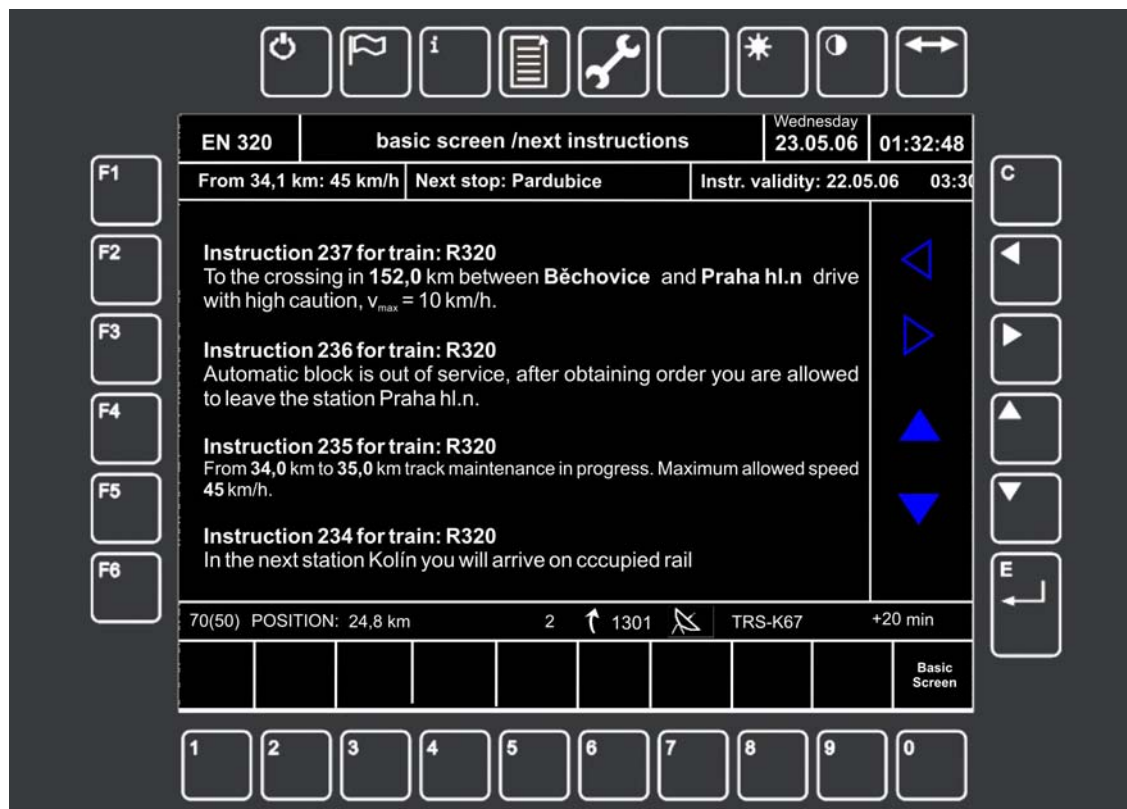 i
EN 320 basic screen /next instructions Wednesday 23.05.06 01:32:48
From 34,1 km: 45 km/h Next stop: Pardubice Instr. validity: 22.05.06 03:30
F1
F2
F3
F4
F5
F6
C
E
Instruction 237 for train: R320
To the crossing in 152,0 km between Běchovice and Praha hl.n drive
with high caution, vmax = 10 km/h.
Instruction 236 for train: R320
Automatic block is out of service, after obtaining order you are allowed
to leave the station Praha hl.n.
Instruction 235 for train: R320
From 34,0 km to 35,0 km track maintenance in progress. Maximum allowed speed
45 km/h.
Instruction 234 for train: R320
In the next station Kolín you will arrive on cccupied rail
70(50) POSITION: 24,8 km 2 1301 TRS-K67 +20 min
Basic
Screen
1 2 3 4 5 6 7 8 9 0